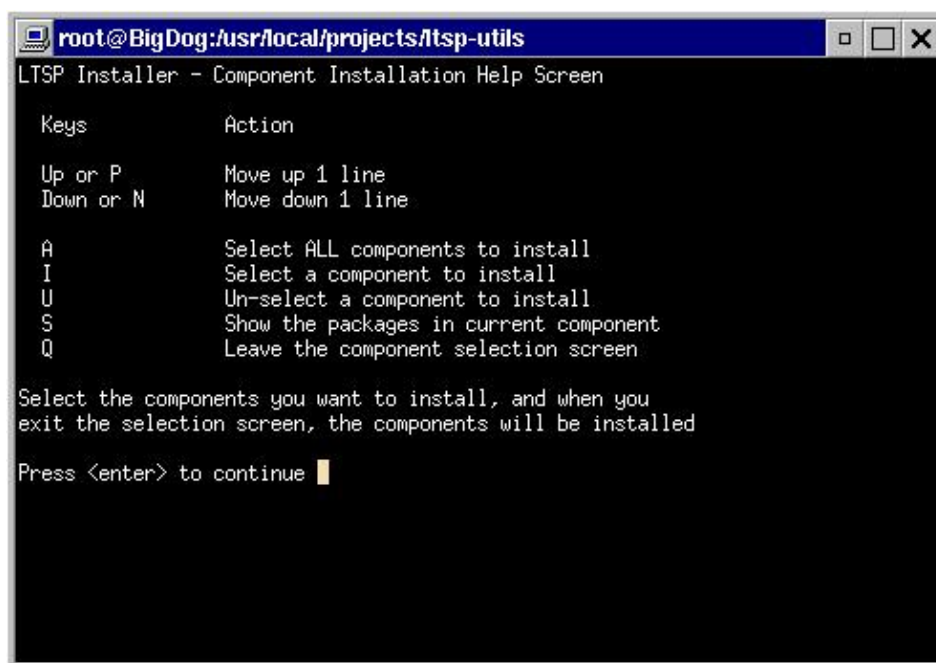 root@BigDog:/usr/local/projects/ltsp-utils
LTSP Installer - Component Installation Help Screen
Keys Action
Up or P Move up 1 line
Down or N Move down 1 line
A Select ALL components to install
I Select a component to install
U Un-select a component to install
S Show the packages in current component
Q Leave the component selection screen
Select the components you want to install, and when you
exit the selection screen, the components will be installed
Press <enter> to continue